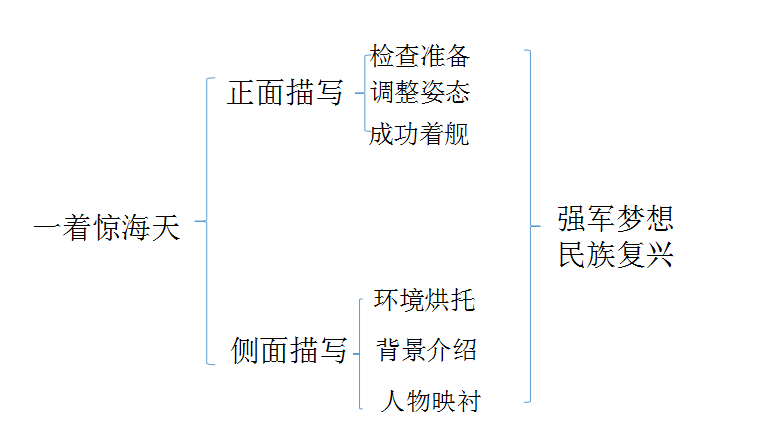 一着惊海天
正面描写
检查准备
调整姿态
成功着舰
侧面描写
环境烘托
背景介绍
人物映衬
强军梦想
民族复兴